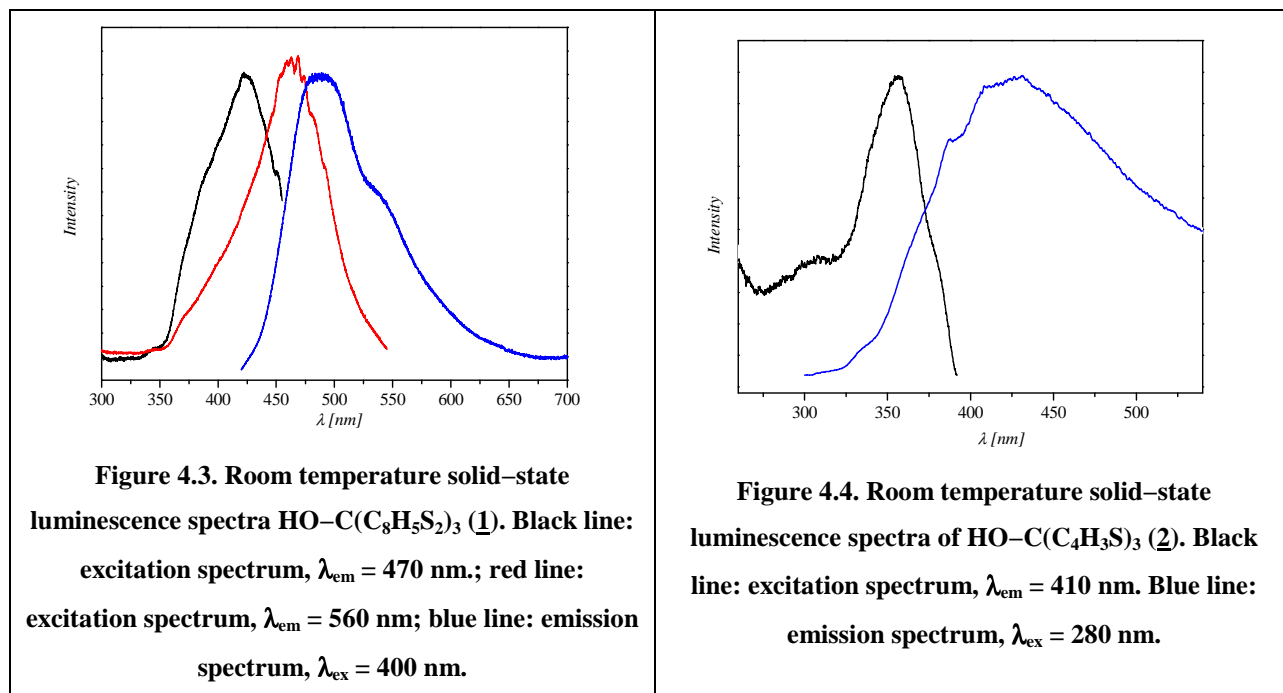 Intensity
300 350 400 450 500 550 600 650 700
λ [nm]
Figure 4.3. Room temperature solid–state
luminescence spectra HO–C(C₈H₅S₂)₃ (1). Black line:
excitation spectrum, λem = 470 nm.; red line:
excitation spectrum, λem = 560 nm; blue line: emission
spectrum, λex = 400 nm.
Intensity
300 350 400 450 500
λ [nm]
Figure 4.4. Room temperature solid–state
luminescence spectra of HO–C(C₄H₃S)₃ (2). Black
line: excitation spectrum, λem = 410 nm. Blue line:
emission spectrum, λex = 280 nm.